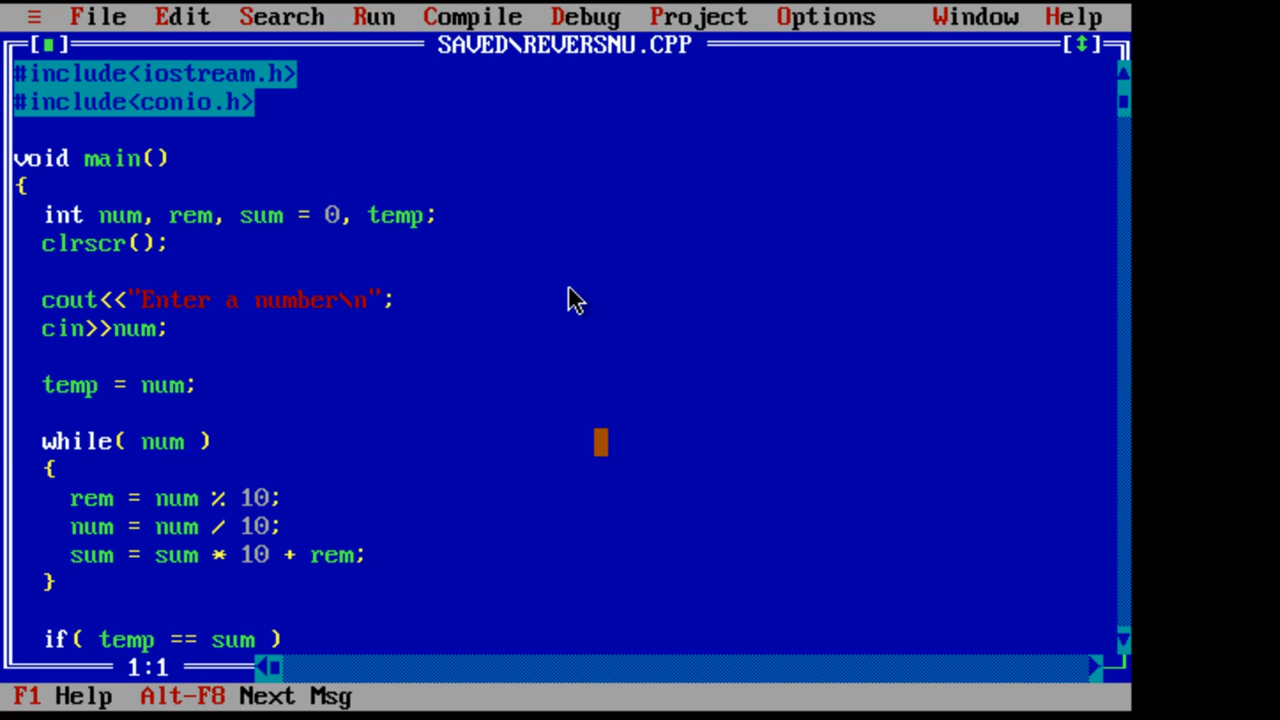 ≡ File Edit Search Run Compile Debug Project Options Window Help
[■] SAVED\REVERSNU.CPP [↕]
#include<iostream.h>
#include<conio.h>
void main()
{
int num, rem, sum = 0, temp;
clrscr();
cout<<"Enter a number\n";
cin>>num;
temp = num;
while( num )
{
rem = num % 10;
num = num / 10;
sum = sum * 10 + rem;
}
if( temp == sum )
1:1
F1 Help Alt-F8 Next Msg